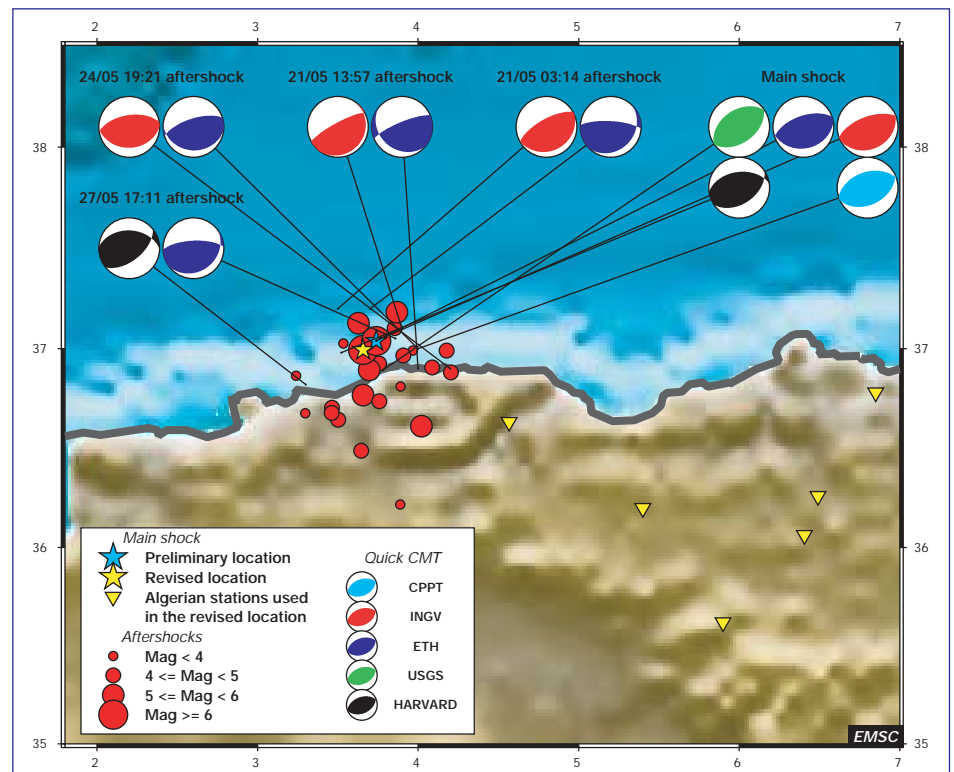 2 3 4 5 6 7
24/05 19:21 aftershock 21/05 13:57 aftershock 21/05 03:14 aftershock Main shock
38 38
27/05 17:11 aftershock
37 37
36 36
Main shock
Preliminary location
Revised location
Algerian stations used
in the revised location
Aftershocks
Mag < 4
4 <= Mag < 5
5 <= Mag < 6
Mag >= 6
Quick CMT
CPPT
INGV
ETH
USGS
HARVARD
EMSC
35 35
2 3 4 5 6 7